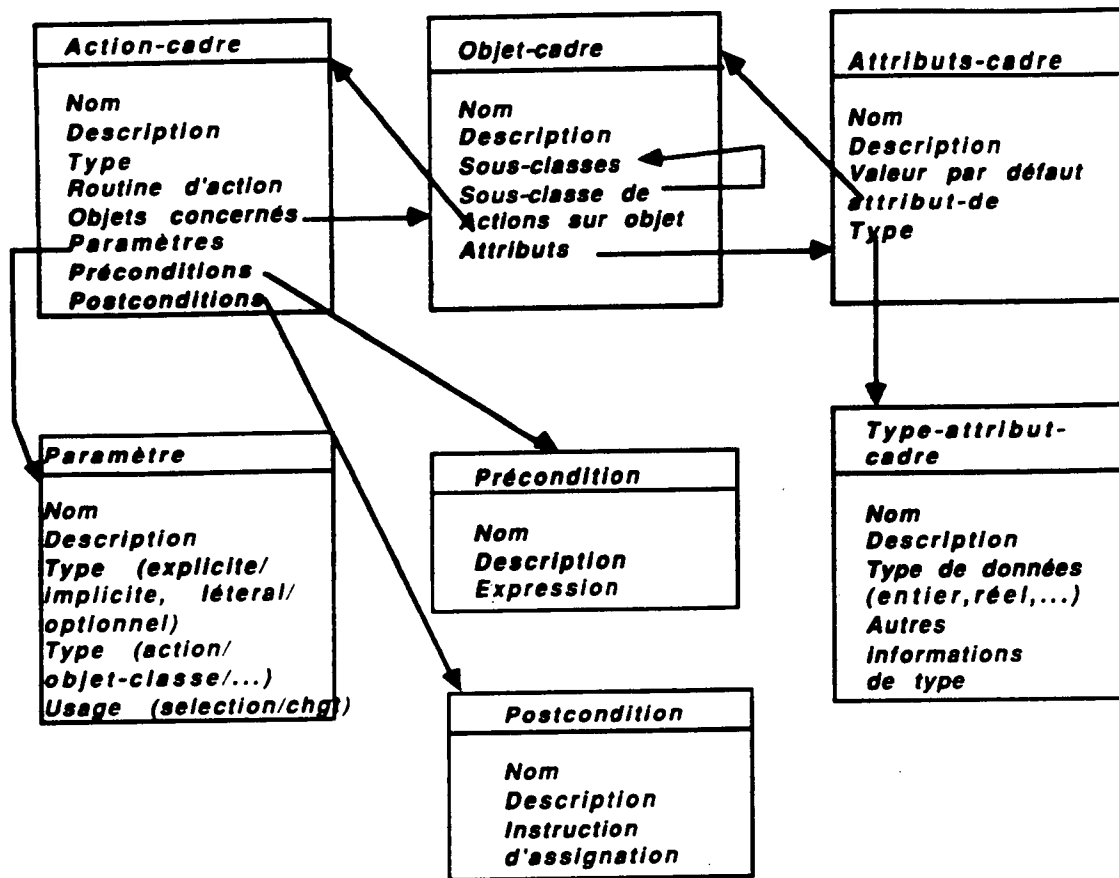 Action-cadre
Nom
Description
Type
Routine d'action
Objets concernés
Paramètres
Préconditions
Postconditions
Objet-cadre
Nom
Description
Sous-classes
Sous-classe de
Actions sur objet
Attributs
Attributs-cadre
Nom
Description
Valeur par défaut
attribut-de
Type
Paramètre
Nom
Description
Type (explicite/
implicite, léteral/
optionnel)
Type (action/
objet-classe/...)
Usage (selection/chgt)
Précondition
Nom
Description
Expression
Type-attribut-
cadre
Nom
Description
Type de données
(entier,réel,...)
Autres
Informations
de type
Postcondition
Nom
Description
Instruction
d'assignation